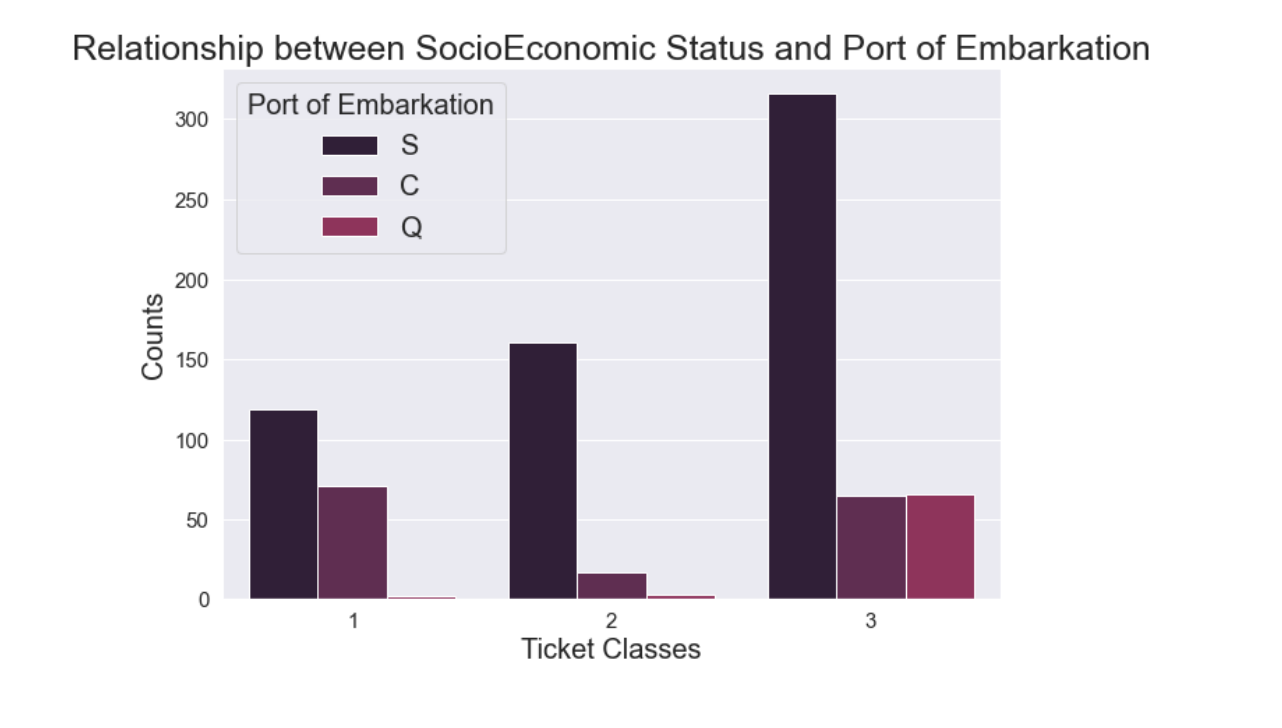 Relationship between SocioEconomic Status and Port of Embarkation
Port of Embarkation
S
C
Q
300
250
200
150
100
50
0
Counts
1 2 3
Ticket Classes